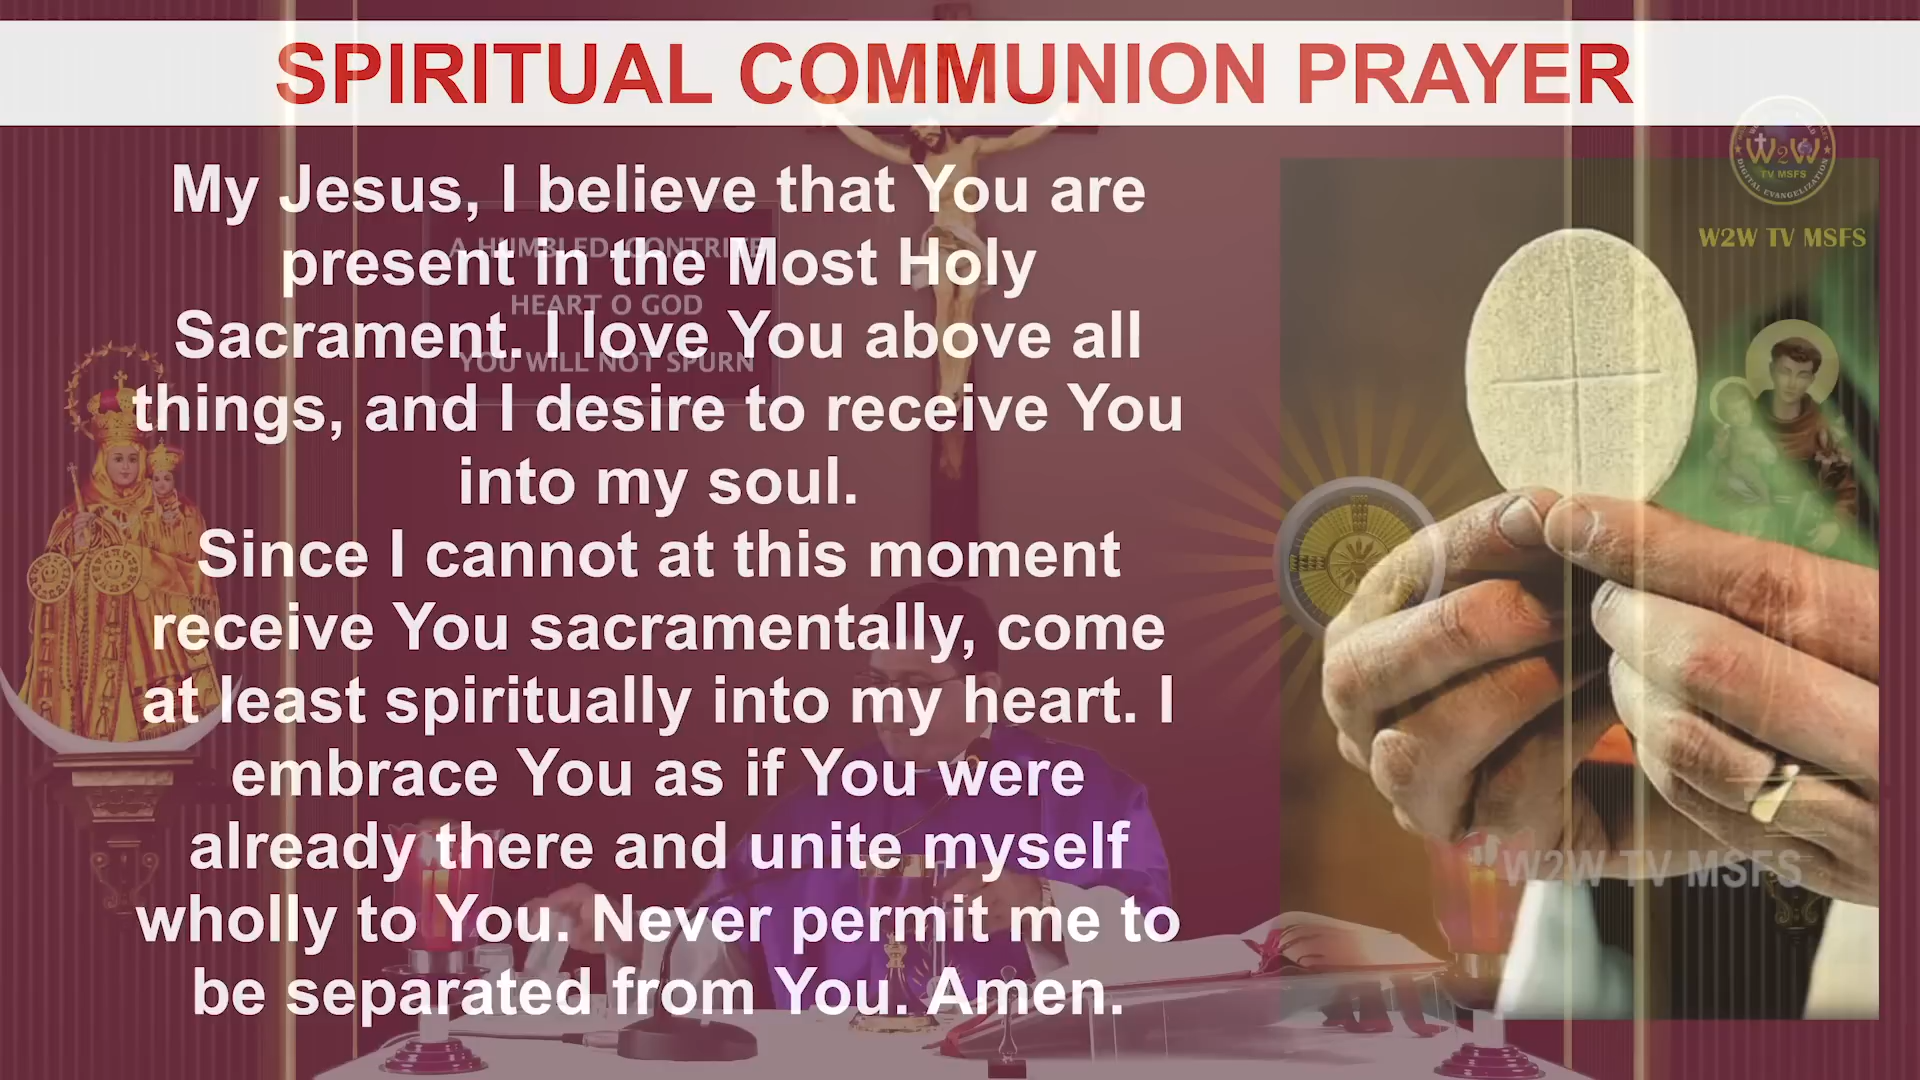 SPIRITUAL COMMUNION PRAYER
My Jesus, I believe that You are
present in the Most Holy
Sacrament. I love You above all
things, and I desire to receive You
into my soul.
Since I cannot at this moment
receive You sacramentally, come
at least spiritually into my heart. I
embrace You as if You were
already there and unite myself
wholly to You. Never permit me to
be separated from You. Amen.
A HUMBLED, CONTRITE
HEART O GOD
YOU WILL NOT SPURN
W2W
TV MSFS
DIGITAL EVANGELIZATION
W2W TV MSFS
W2W TV MSFS